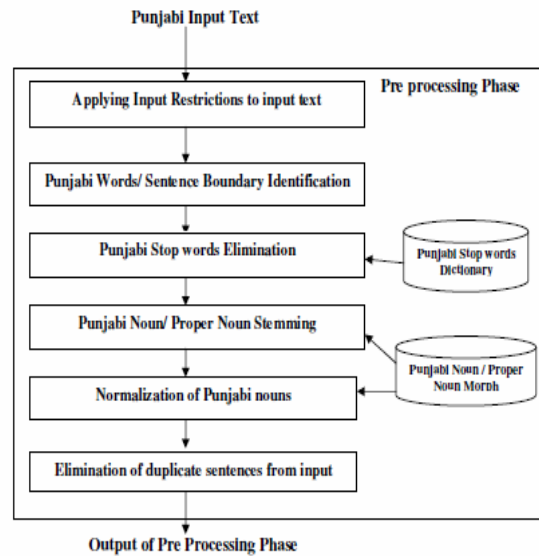 Punjabi Input Text
Pre processing Phase
Applying Input Restrictions to input text
Punjabi Words/ Sentence Boundary Identification
Punjabi Stop words Elimination
Punjabi Stop words
Dictionary
Punjabi Noun/ Proper Noun Stemming
Punjabi Noun / Proper
Noun Morph
Normalization of Punjabi nouns
Elimination of duplicate sentences from input
Output of Pre Processing Phase